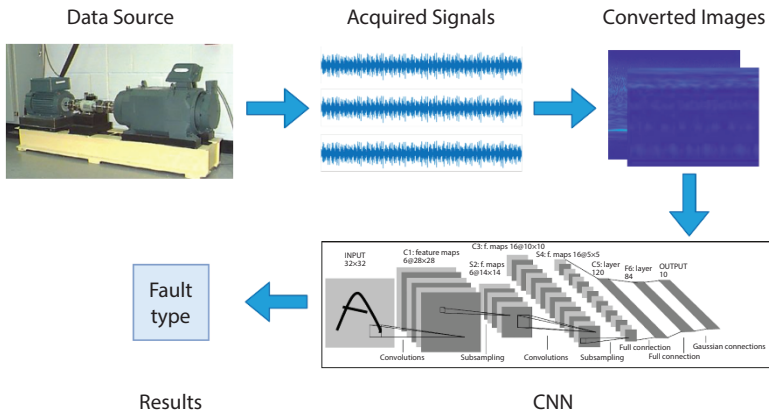 Data Source
Acquired Signals
Converted Images
INPUT
32×32
C1: feature maps
6@28×28
S2: f. maps
6@14×14
C3: f. maps 16@10×10
S4: f. maps 16@5×5
C5: layer
120
F6: layer
84
OUTPUT
10
Convolutions
Subsampling
Convolutions
Subsampling
Full connection
Full connection
Gaussian connections
Fault
type
Results
CNN